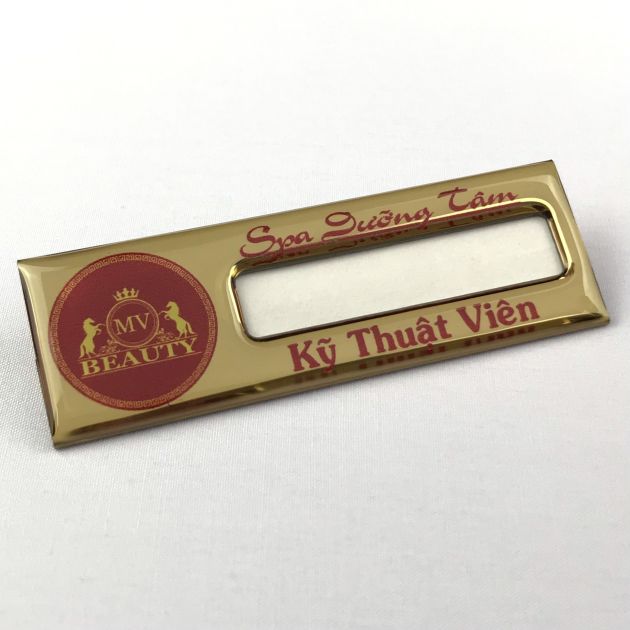 MV
BEAUTY
Spa Dưỡng Tâm
Kỹ Thuật Viên